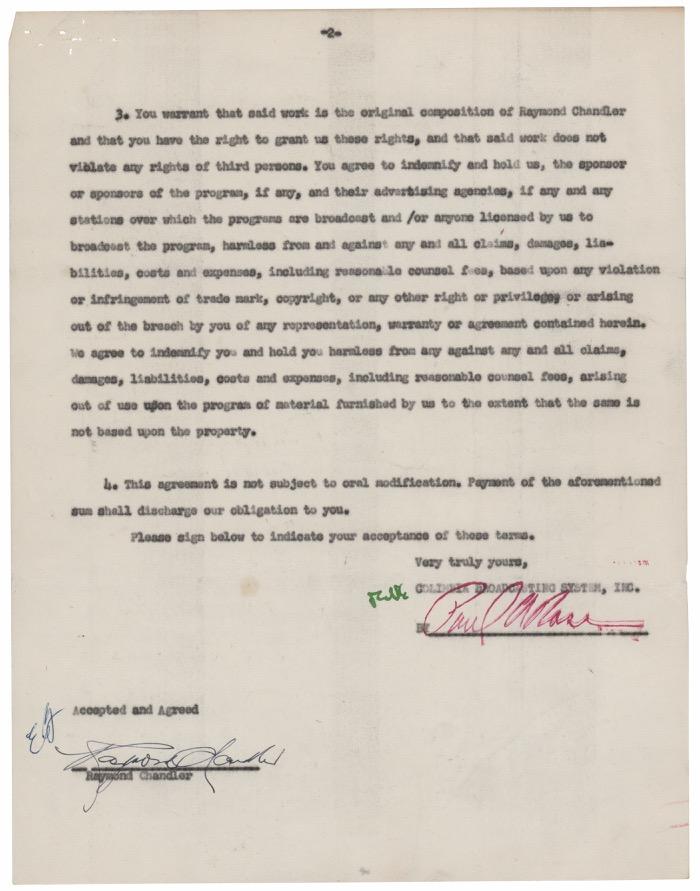 -2-
3. You warrant that said work is the original composition of Raymond Chandler
and that you have the right to grant us these rights, and that said work does not
violate any rights of third persons. You agree to indemnify and hold us, the sponsor
or sponsors of the program, if any, and their advertising agencies, if any and any
stations over which the programs are broadcast and /or anyone licensed by us to
broadcast the program, harmless from and against any and all claims, damages, lia-
bilities, costs and expenses, including reasonable counsel fees, based upon any violation
or infringement of trade mark, copyright, or any other right or privilege, or arising
out of the breach by you of any representation, warranty or agreement contained herein.
We agree to indemnify you and hold you harmless from any against any and all claims,
damages, liabilities, costs and expenses, including reasonable counsel fees, arising
out of use upon the program of material furnished by us to the extent that the same is
not based upon the property.
4. This agreement is not subject to oral modification. Payment of the aforementioned
sum shall discharge our obligation to you.
Please sign below to indicate your acceptance of these terms.
Very truly yours,
COLUMBIA BROADCASTING SYSTEM, INC.
BY Paul
Accepted and Agreed
Raymond Chandler
Raymond Chandler